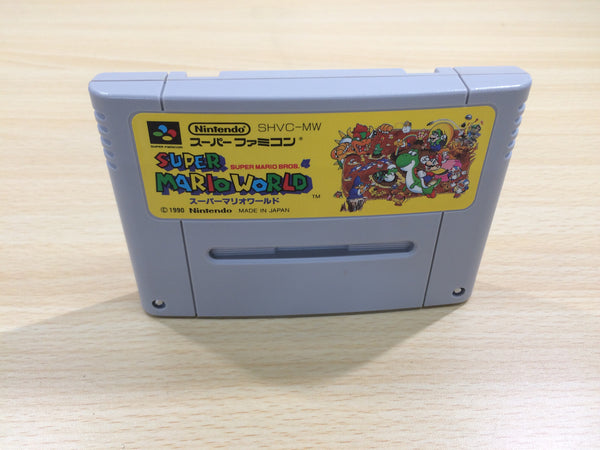 SUPER FAMICOM
Nintendo SHVC-MW
スーパーファミコン
SUPER MARIO BROS. 4
SUPER
MARIO WORLD
TM
スーパーマリオワールド
© 1990 Nintendo MADE IN JAPAN